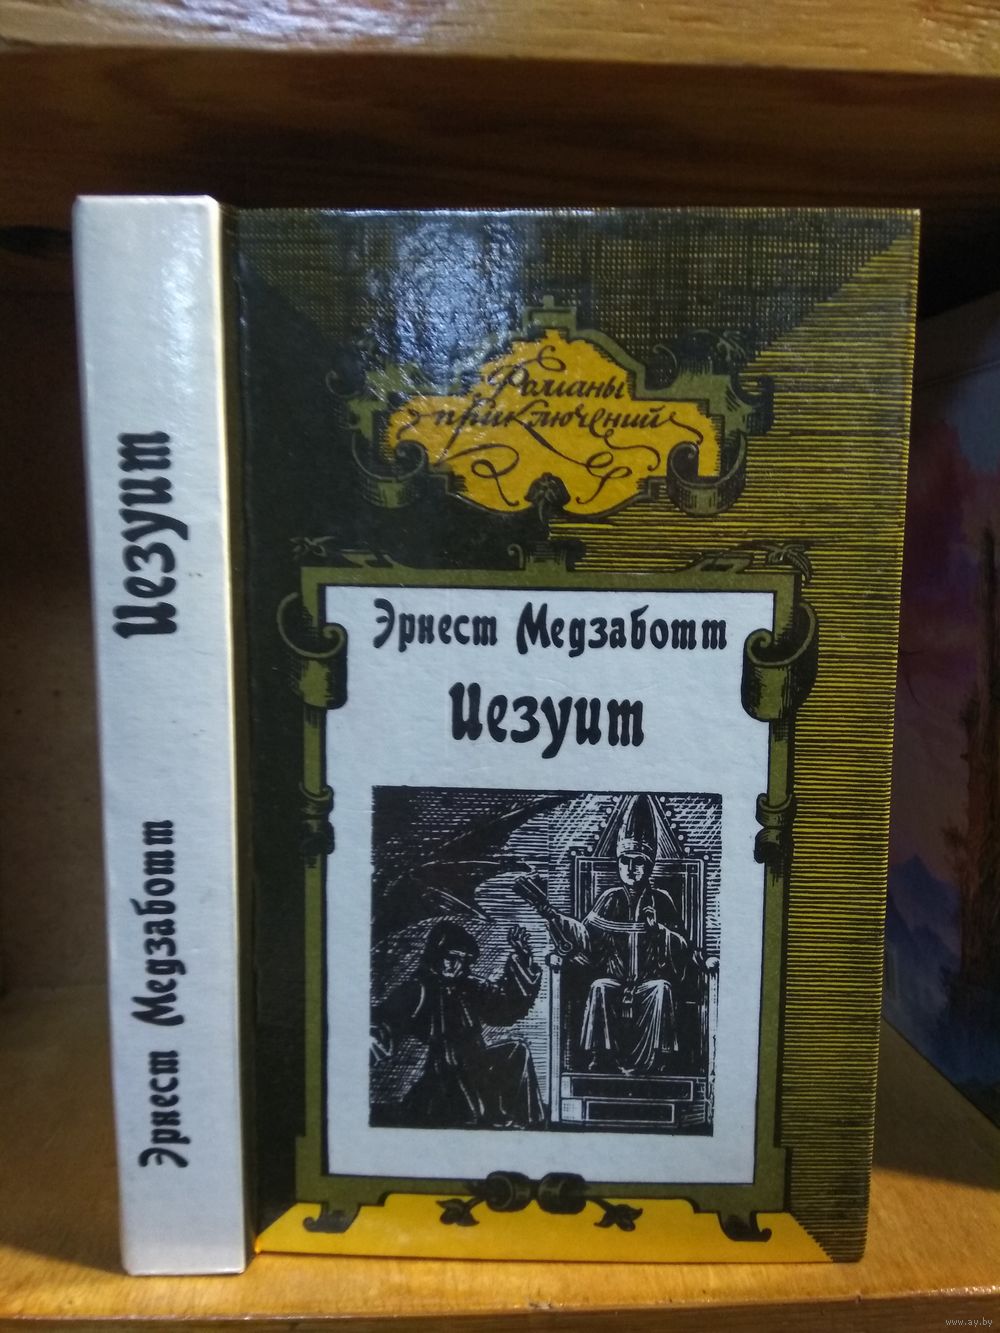 Романы
приключений
Эрнест Медзаботт
Иезуит
Эрнест Медзаботт Иезуит
www.ay.by